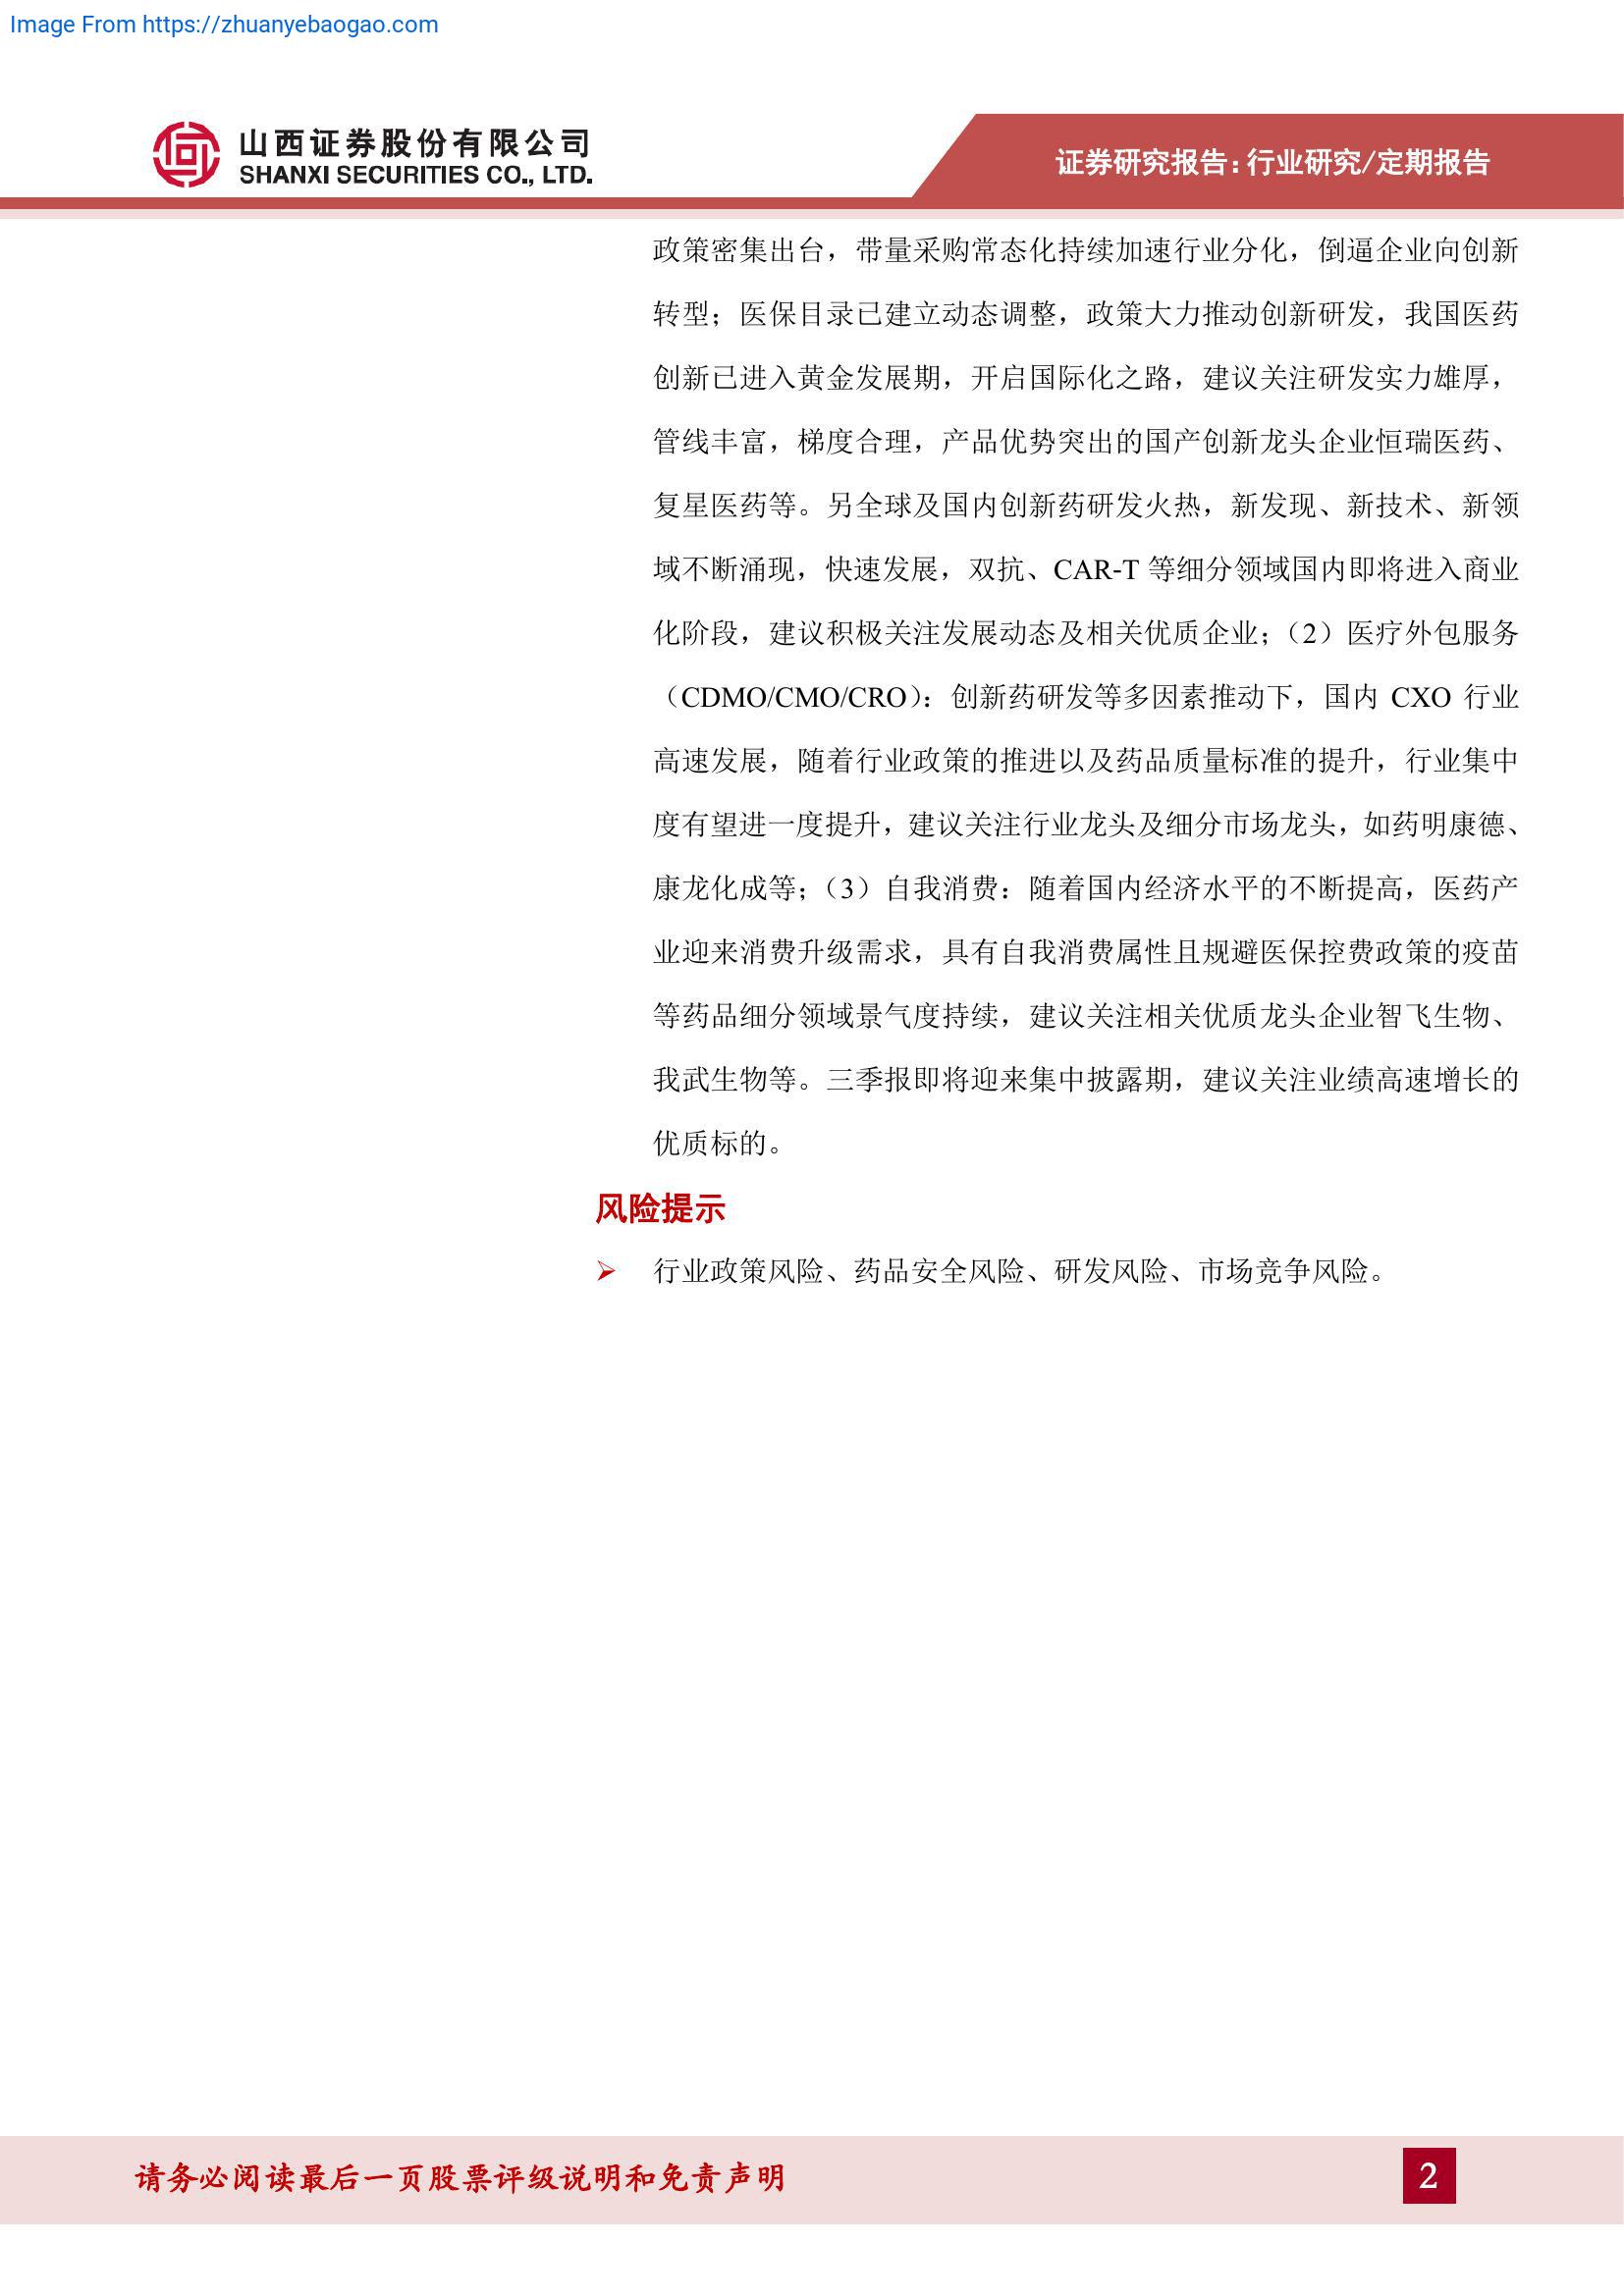 Image From https://zhuanyebaogao.com
山西证券股份有限公司
SHANXI SECURITIES CO., LTD.
证券研究报告：行业研究/定期报告
政策密集出台，带量采购常态化持续加速行业分化，倒逼企业向创新
转型；医保目录已建立动态调整，政策大力推动创新研发，我国医药
创新已进入黄金发展期，开启国际化之路，建议关注研发实力雄厚，
管线丰富，梯度合理，产品优势突出的国产创新龙头企业恒瑞医药、
复星医药等。另全球及国内创新药研发火热，新发现、新技术、新领
域不断涌现，快速发展，双抗、CAR-T 等细分领域国内即将进入商业
化阶段，建议积极关注发展动态及相关优质企业；（2）医疗外包服务
（CDMO/CMO/CRO）：创新药研发等多因素推动下，国内 CXO 行业
高速发展，随着行业政策的推进以及药品质量标准的提升，行业集中
度有望进一度提升，建议关注行业龙头及细分市场龙头，如药明康德、
康龙化成等；（3）自我消费：随着国内经济水平的不断提高，医药产
业迎来消费升级需求，具有自我消费属性且规避医保控费政策的疫苗
等药品细分领域景气度持续，建议关注相关优质龙头企业智飞生物、
我武生物等。三季报即将迎来集中披露期，建议关注业绩高速增长的
优质标的。
风险提示
➢ 行业政策风险、药品安全风险、研发风险、市场竞争风险。
请务必阅读最后一页股票评级说明和免责声明
2